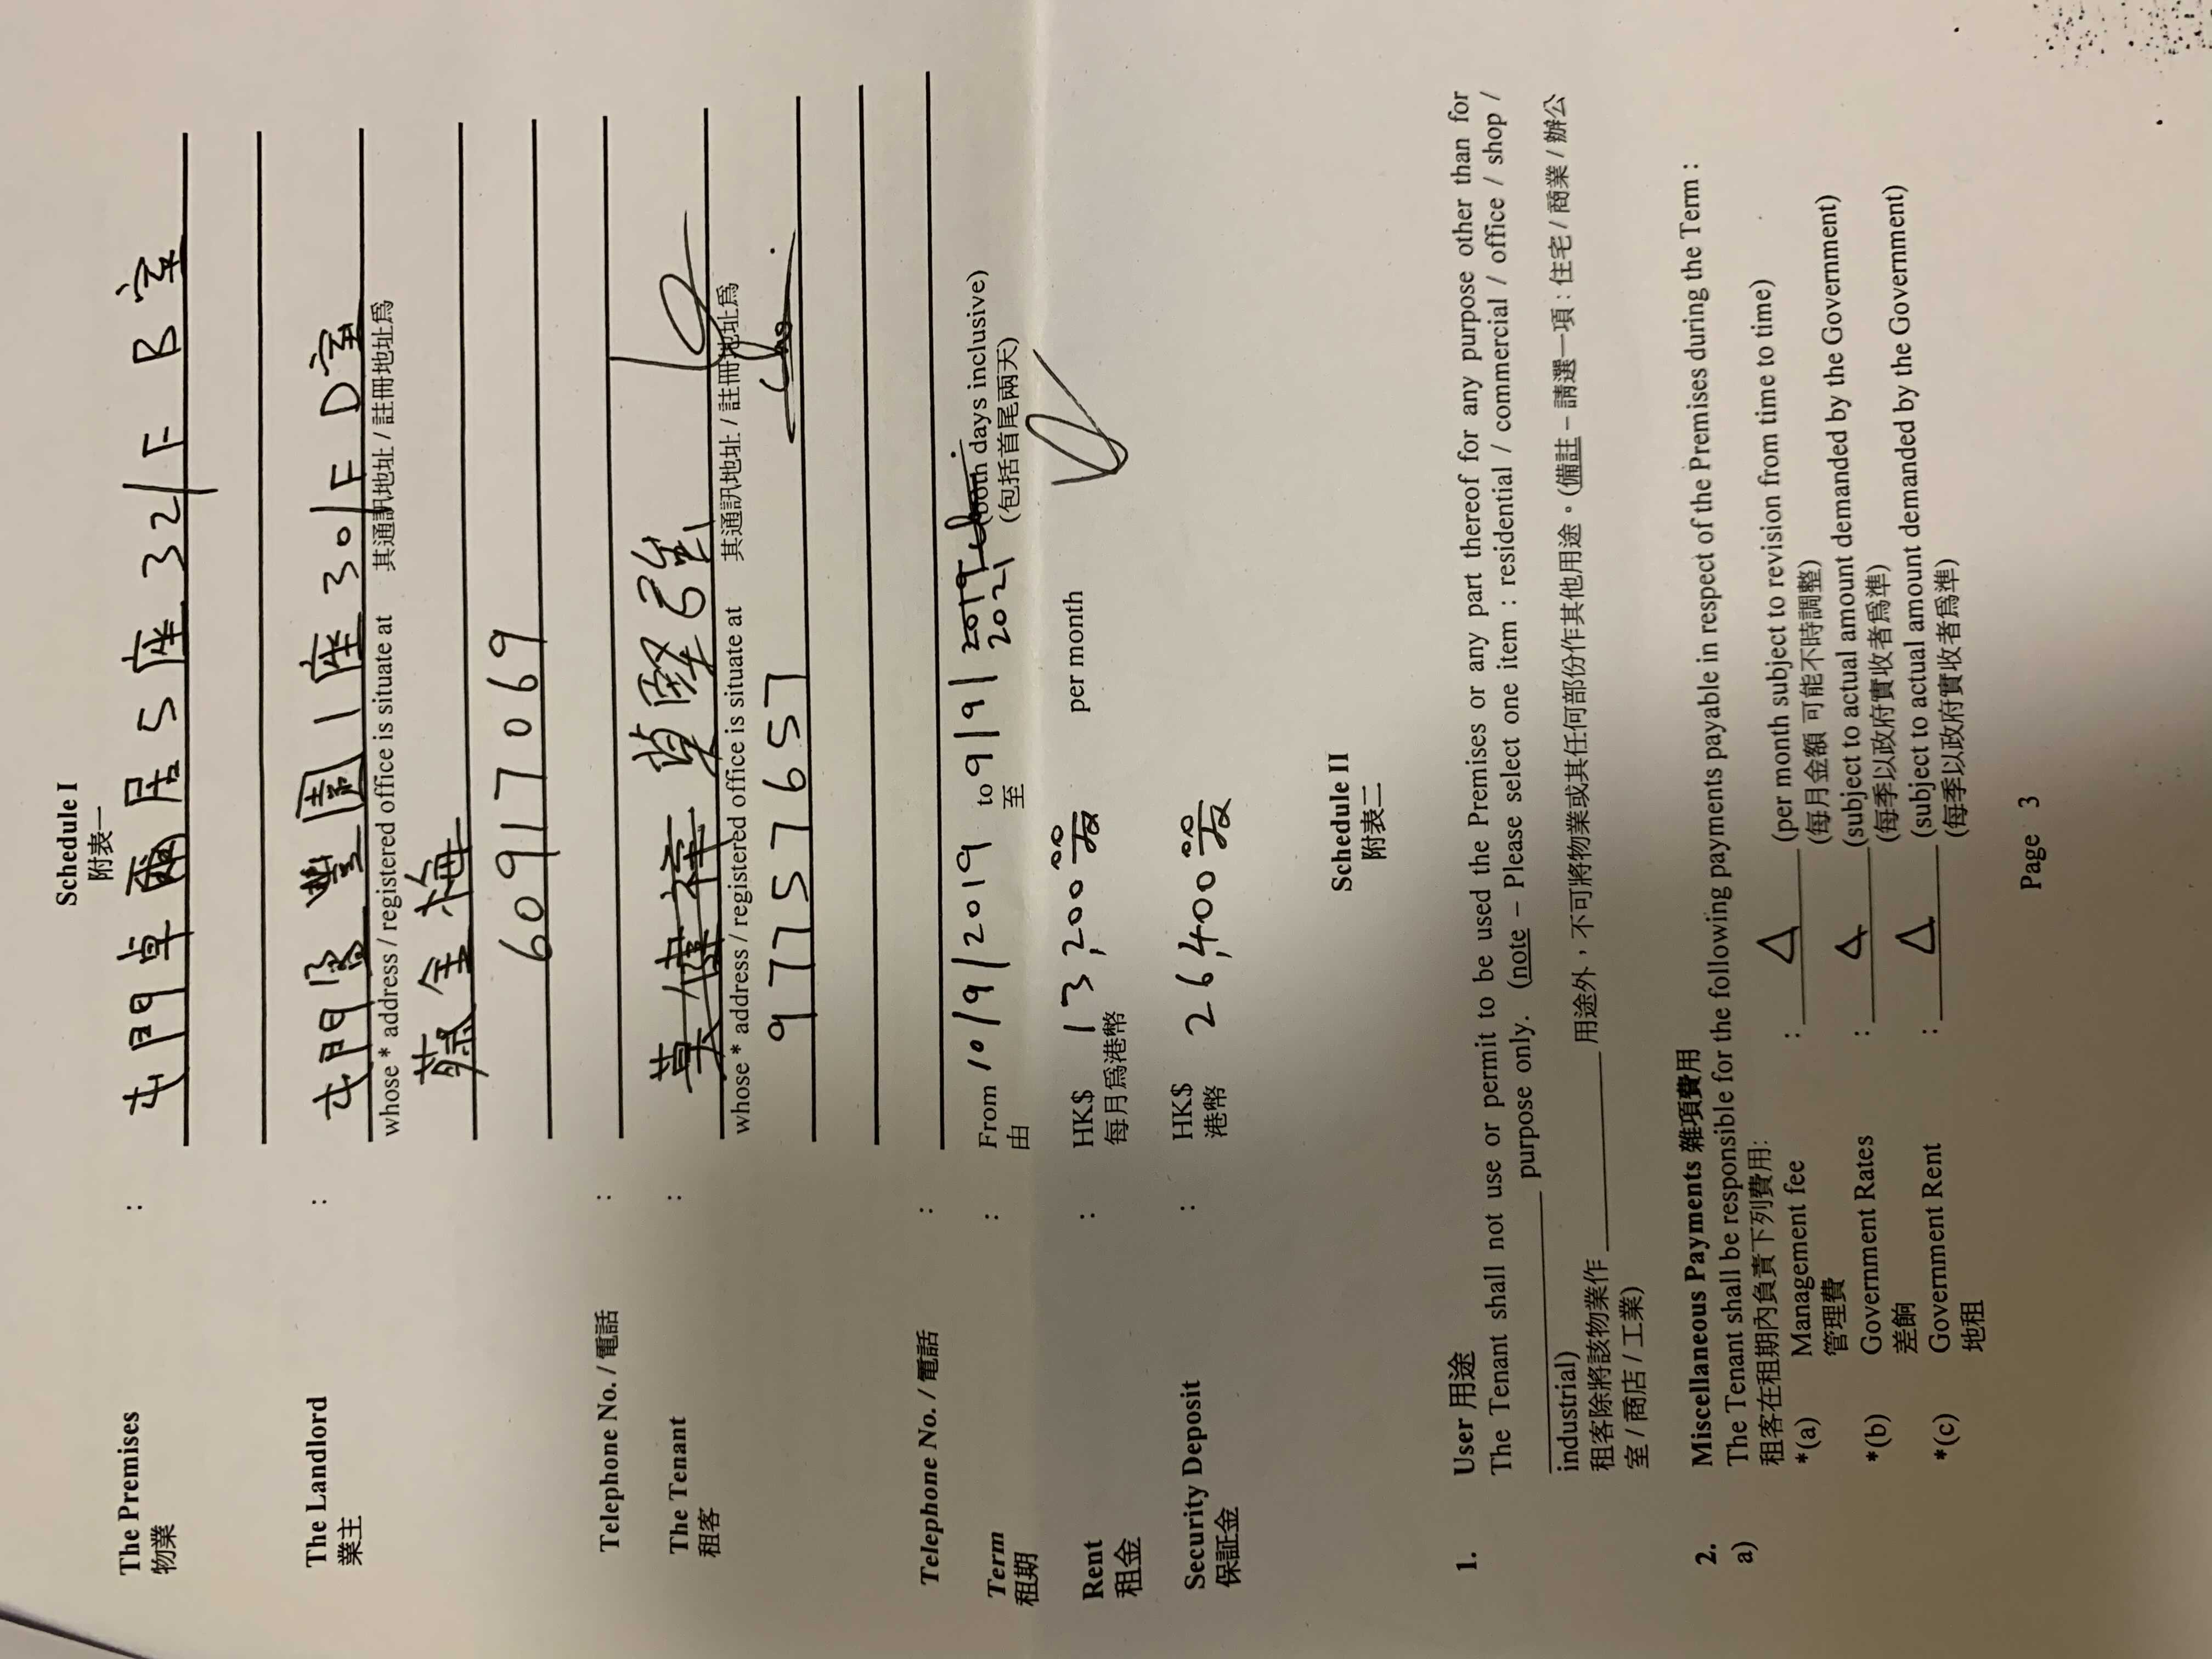 Schedule I
附表一
The Premises : 屯門卓爾居5座32/F B室
物業
The Landlord : 屯門 豐園1座30/F D室
業主 whose * address / registered office is situate at 其通訊地址 / 註冊地址爲
蔡金梅
60917069
Telephone No. / 電話 :
The Tenant : 葉偉祥
租客 whose * address / registered office is situate at 其通訊地址 / 註冊地址爲
97757657
Telephone No. / 電話 :
Term : From 10/9/2019 to 9/9/ 2019 2021 (both days inclusive)
租期 由 至 (包括首尾兩天)
Rent : HK$ 13,200 per month
租金 每月爲港幣
Security Deposit : HK$ 26,400
保証金 港幣
Schedule II
附表二
1. User 用途
The Tenant shall not use or permit to be used the Premises or any part thereof for any purpose other than for
purpose only. (note – Please select one item : residential / commercial / office / shop /
industrial)
租客除將該物業作 用途外，不可將物業或其任何部份作其他用途。(備註－請選一項 : 住宅 / 商業 / 辦公
室 / 商店 / 工業)
2. Miscellaneous Payments 雜項費用
a) The Tenant shall be responsible for the following payments payable in respect of the Premises during the Term :
租客在租期內負責下列費用:
*(a) Management fee : △ (per month subject to revision from time to time)
管理費 (每月金額 可能不時調整)
*(b) Government Rates : △ (subject to actual amount demanded by the Government)
差餉 (每季以政府實收者爲準)
*(c) Government Rent : △ (subject to actual amount demanded by the Government)
地租 (每季以政府實收者爲準)
Page 3